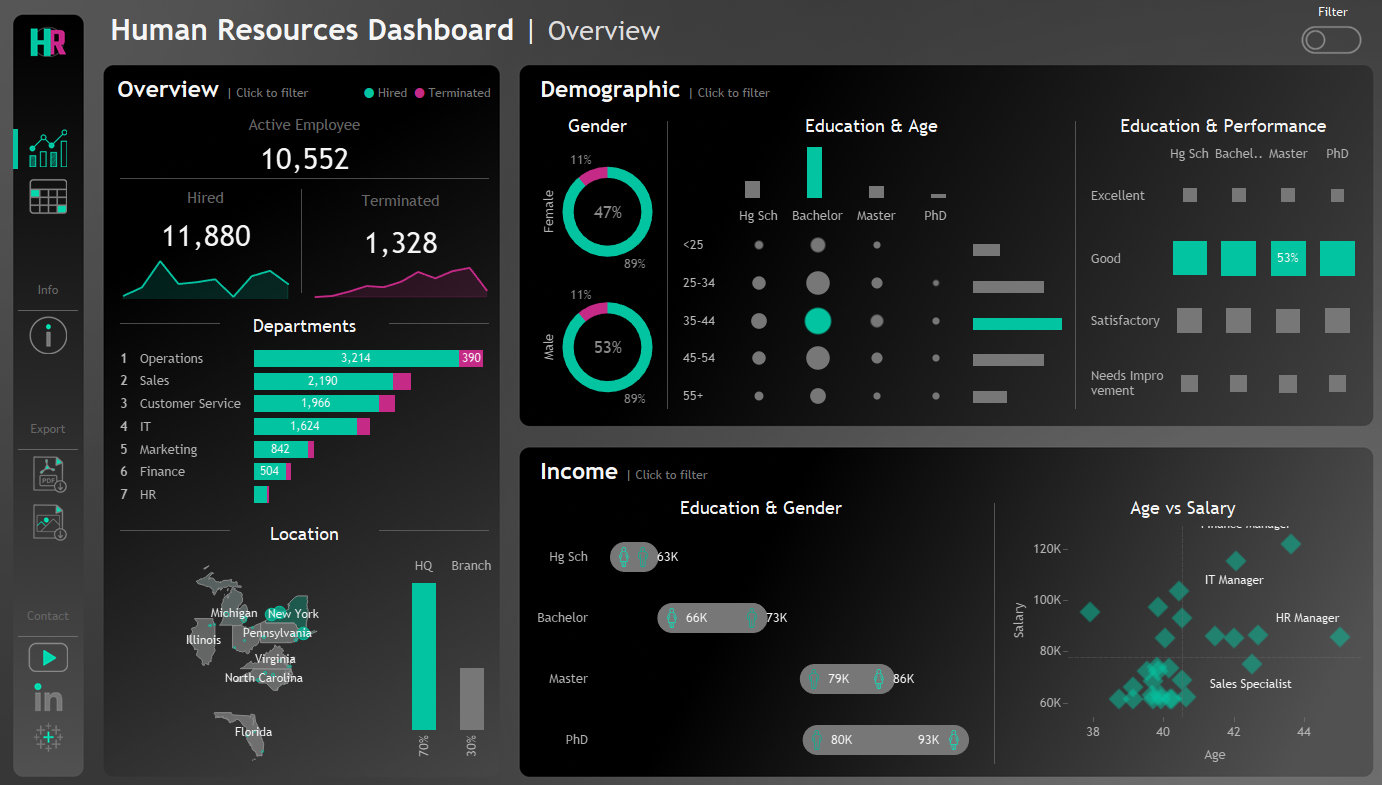 HR
Human Resources Dashboard | Overview
Filter
Info
Export
PDF
Contact
in
Overview | Click to filter
Hired Terminated
Active Employee
10,552
Hired
11,880
Terminated
1,328
Departments
1 Operations 3,214 390
2 Sales 2,190
3 Customer Service 1,966
4 IT 1,624
5 Marketing 842
6 Finance 504
7 HR
Location
HQ Branch
Michigan
New York
Illinois
Pennsylvania
Virginia
North Carolina
Florida
70% 30%
Demographic | Click to filter
Gender
11%
Female
47%
89%
11%
Male
53%
89%
Education & Age
Hg Sch Bachelor Master PhD
<25
25-34
35-44
45-54
55+
Education & Performance
Hg Sch Bachel.. Master PhD
Excellent
Good 53%
Satisfactory
Needs Impro
vement
Income | Click to filter
Education & Gender
Hg Sch 63K
Bachelor 66K 73K
Master 79K 86K
PhD 80K 93K
Age vs Salary
Finance Manager
120K
IT Manager
100K
HR Manager
Salary
80K
Sales Specialist
60K
38 40 42 44
Age